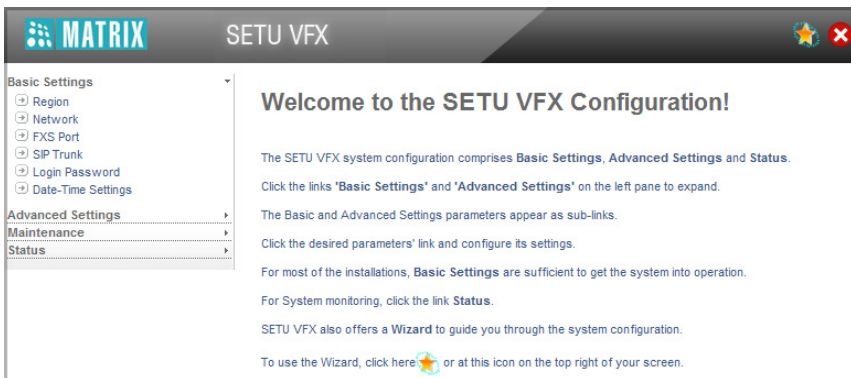 MATRIX SETU VFX
Basic Settings
Region
Network
FXS Port
SIP Trunk
Login Password
Date-Time Settings
Advanced Settings
Maintenance
Status
Welcome to the SETU VFX Configuration!
The SETU VFX system configuration comprises Basic Settings, Advanced Settings and Status.
Click the links 'Basic Settings' and 'Advanced Settings' on the left pane to expand.
The Basic and Advanced Settings parameters appear as sub-links.
Click the desired parameters' link and configure its settings.
For most of the installations, Basic Settings are sufficient to get the system into operation.
For System monitoring, click the link Status.
SETU VFX also offers a Wizard to guide you through the system configuration.
To use the Wizard, click here or at this icon on the top right of your screen.